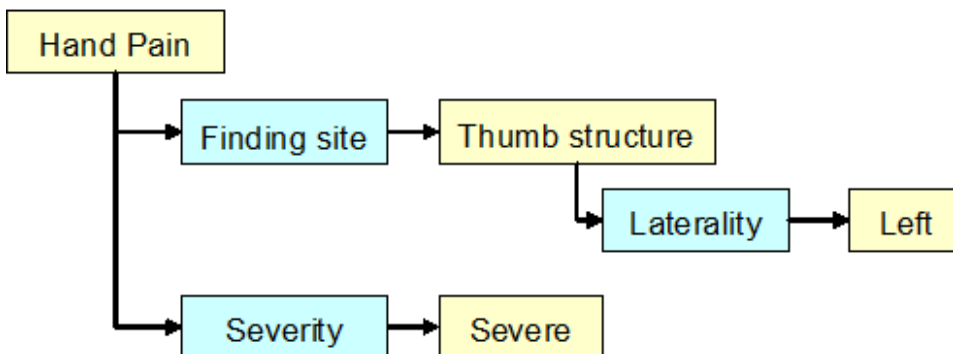 Hand Pain
Finding site
Thumb structure
Laterality
Left
Severity
Severe